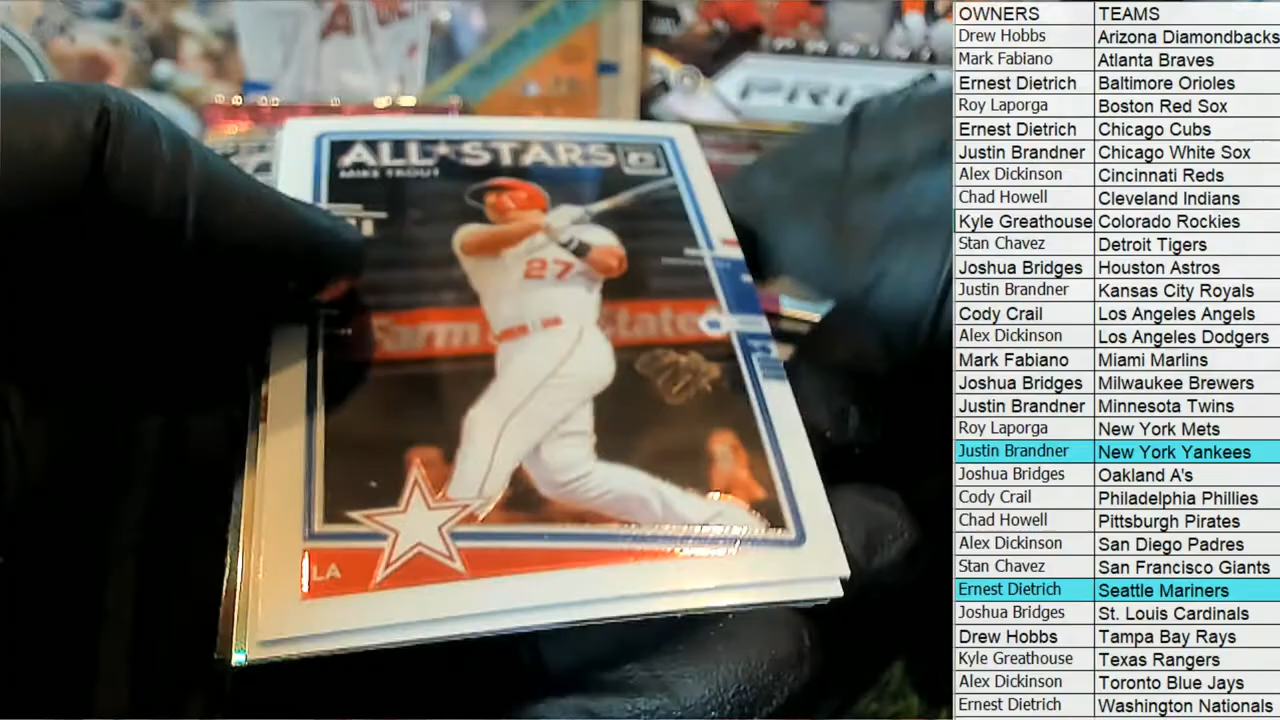 ALL★STARS
MIKE TROUT
27
Farm State
LA
PRI
OWNERS TEAMS
Drew Hobbs Arizona Diamondbacks
Mark Fabiano Atlanta Braves
Ernest Dietrich Baltimore Orioles
Roy Laporga Boston Red Sox
Ernest Dietrich Chicago Cubs
Justin Brandner Chicago White Sox
Alex Dickinson Cincinnati Reds
Chad Howell Cleveland Indians
Kyle Greathouse Colorado Rockies
Stan Chavez Detroit Tigers
Joshua Bridges Houston Astros
Justin Brandner Kansas City Royals
Cody Crail Los Angeles Angels
Alex Dickinson Los Angeles Dodgers
Mark Fabiano Miami Marlins
Joshua Bridges Milwaukee Brewers
Justin Brandner Minnesota Twins
Roy Laporga New York Mets
Justin Brandner New York Yankees
Joshua Bridges Oakland A's
Cody Crail Philadelphia Phillies
Chad Howell Pittsburgh Pirates
Alex Dickinson San Diego Padres
Stan Chavez San Francisco Giants
Ernest Dietrich Seattle Mariners
Joshua Bridges St. Louis Cardinals
Drew Hobbs Tampa Bay Rays
Kyle Greathouse Texas Rangers
Alex Dickinson Toronto Blue Jays
Ernest Dietrich Washington Nationals